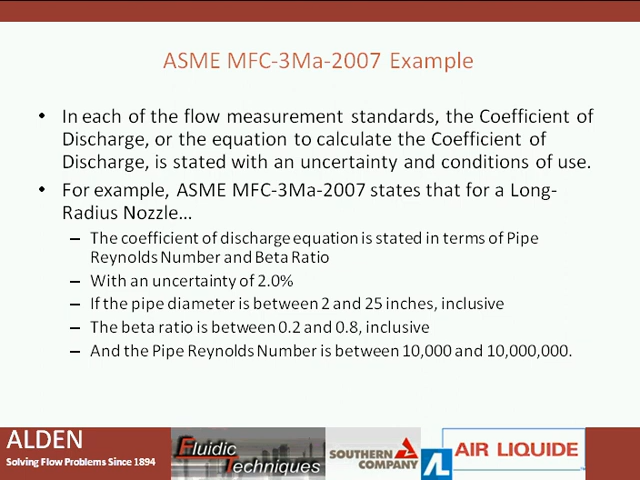 ASME MFC-3Ma-2007 Example
• In each of the flow measurement standards, the Coefficient of
Discharge, or the equation to calculate the Coefficient of
Discharge, is stated with an uncertainty and conditions of use.
• For example, ASME MFC-3Ma-2007 states that for a Long-
Radius Nozzle…
– The coefficient of discharge equation is stated in terms of Pipe
Reynolds Number and Beta Ratio
– With an uncertainty of 2.0%
– If the pipe diameter is between 2 and 25 inches, inclusive
– The beta ratio is between 0.2 and 0.8, inclusive
– And the Pipe Reynolds Number is between 10,000 and 10,000,000.
ALDEN
Solving Flow Problems Since 1894
Fluidic
Techniques
SOUTHERN
COMPANY
AL
AIR LIQUIDE